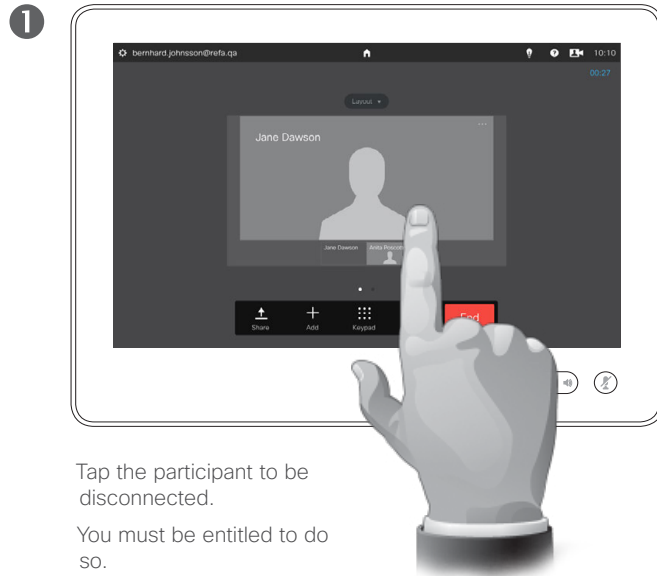 1
bernhard.johnsson@refa.qa
10:10
00:27
Layout
Jane Dawson
Jane Dawson Anita
Share Add Keypad End
Tap the participant to be
disconnected.
You must be entitled to do
so.